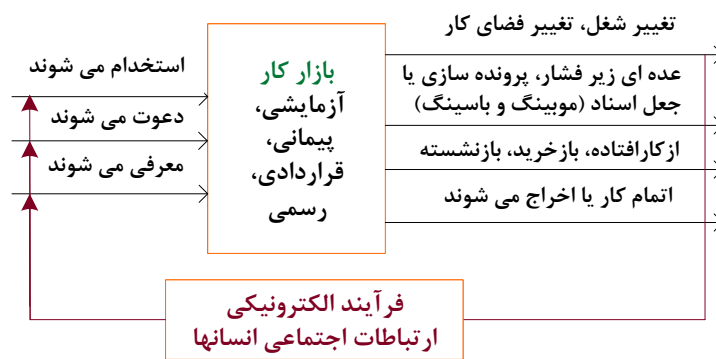 استخدام می شوند
دعوت می شوند
معرفی می شوند
بازار کار
آزمایشی،
پیمانی،
قراردادی،
رسمی
تغییر شغل، تغییر فضای کار
عده ای زیر فشار، پرونده سازی یا
جعل اسناد (موبینگ و باسینگ)
ازکارافتاده، بازخرید، بازنشسته
اتمام کار یا اخراج می شوند
فرآیند الکترونیکی
ارتباطات اجتماعی انسانها